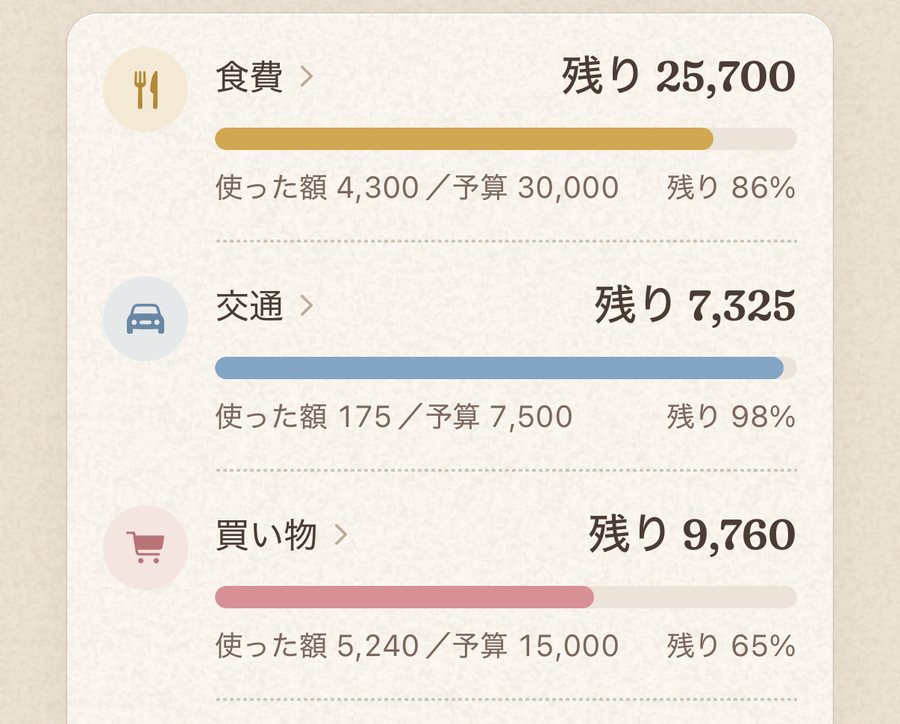 食費 残り 25,700
使った額 4,300／予算 30,000 残り 86%
交通 残り 7,325
使った額 175／予算 7,500 残り 98%
買い物 残り 9,760
使った額 5,240／予算 15,000 残り 65%